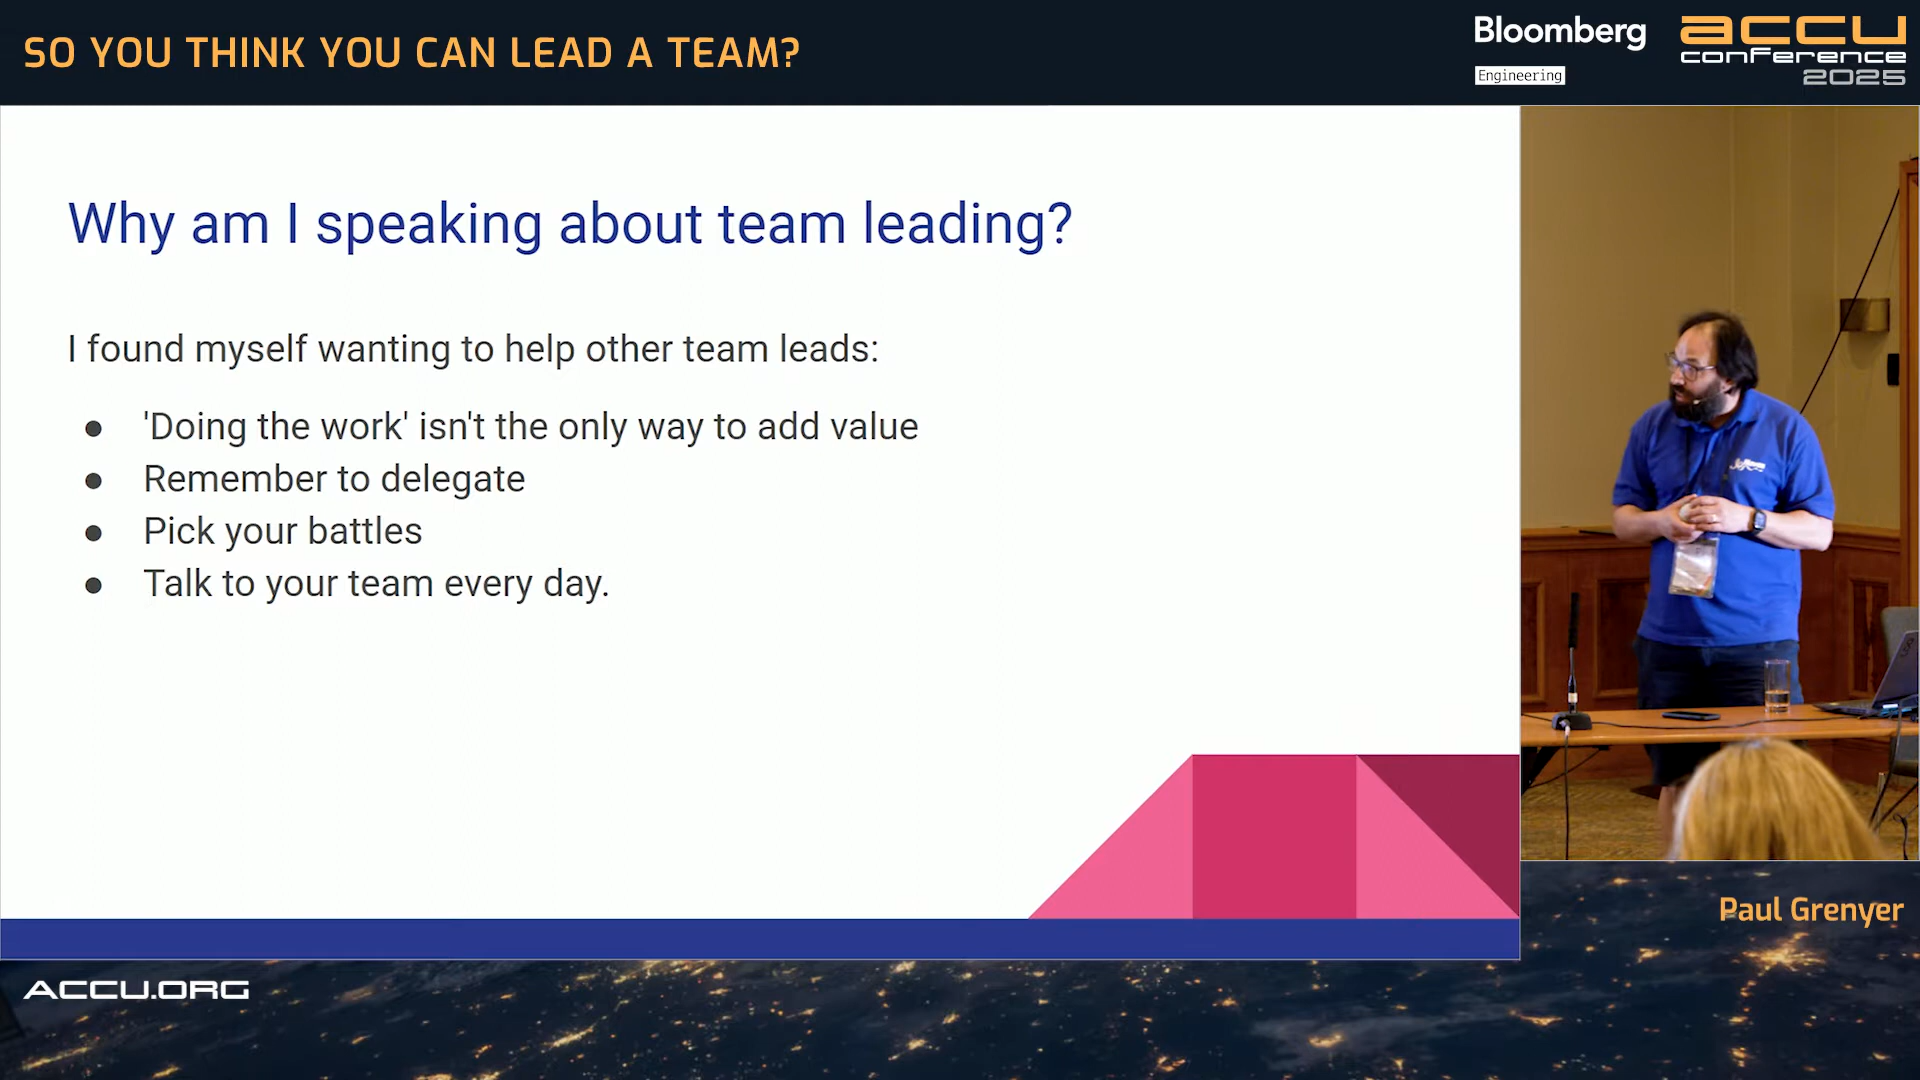 SO YOU THINK YOU CAN LEAD A TEAM?
Bloomberg
Engineering
accu
conference
2025
Why am I speaking about team leading?
I found myself wanting to help other team leads:
● 'Doing the work' isn't the only way to add value
● Remember to delegate
● Pick your battles
● Talk to your team every day.
Paul Grenyer
ACCU.ORG